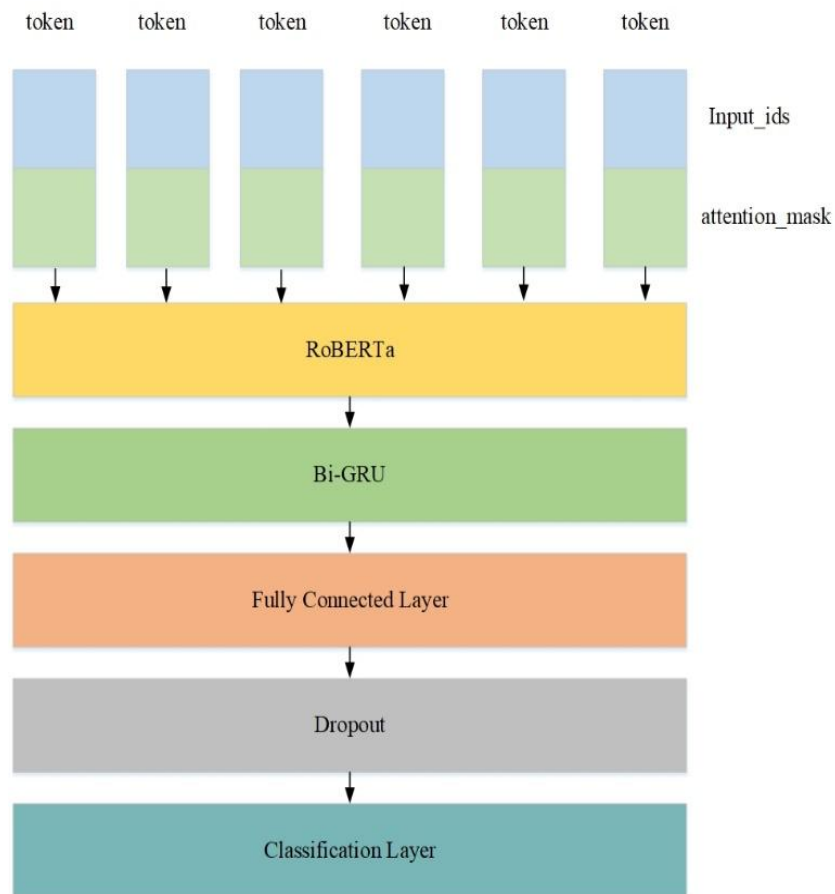 token token token token token token
Input_ids
attention_mask
RoBERTa
Bi-GRU
Fully Connected Layer
Dropout
Classification Layer